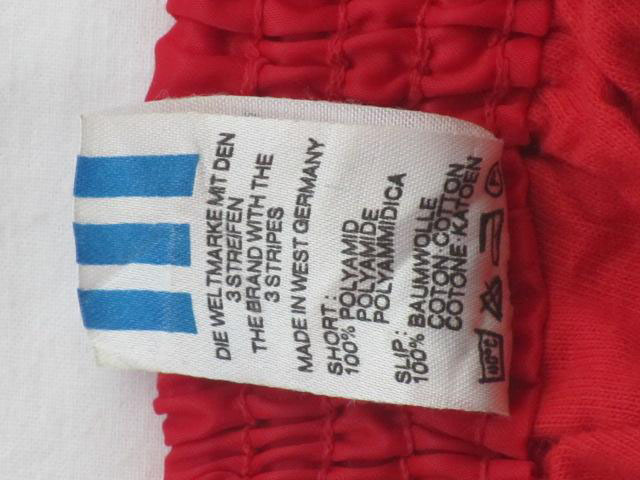 DIE WELTMARKE MIT DEN
3 STREIFEN
THE BRAND WITH THE
3 STRIPES
MADE IN WEST GERMANY
SHORT:
100% POLYAMID
POLYAMIDE
POLYAMMIDICA
SLIP:
100% BAUMWOLLE
COTON COTTON
COTONE KATOEN